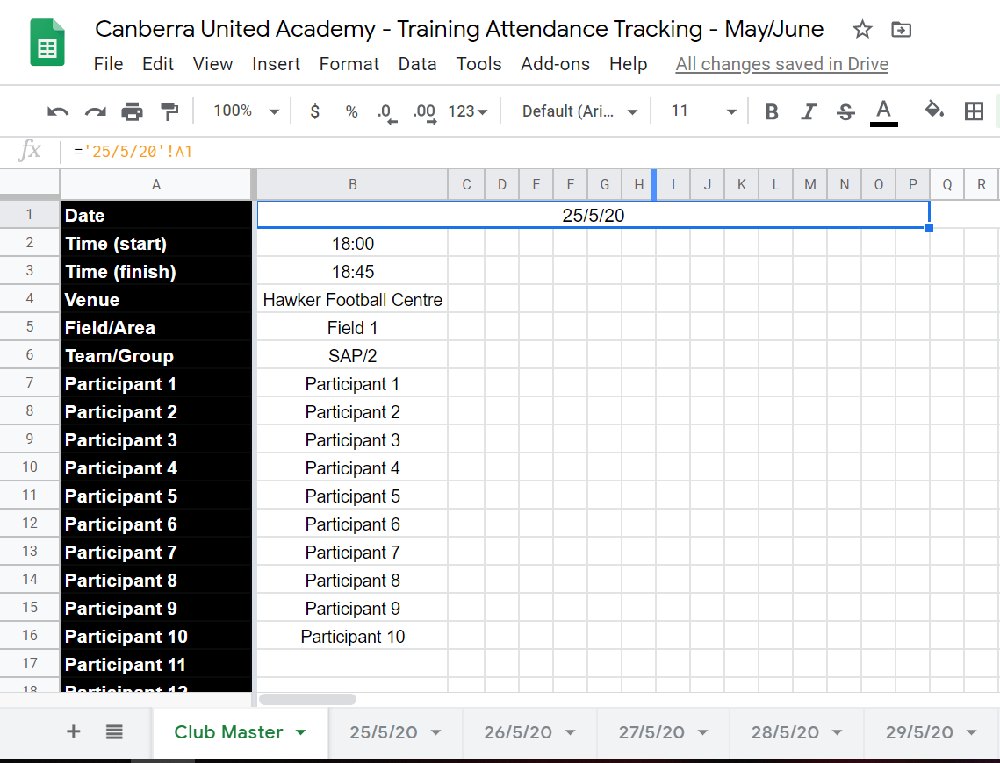 Canberra United Academy - Training Attendance Tracking - May/June
File Edit View Insert Format Data Tools Add-ons Help All changes saved in Drive
100% $ % .0 .00 123 Default (Ari... 11 B I S A
fx ='25/5/20'!A1
A B C D E F G H I J K L M N O P Q R
1 Date 25/5/20
2 Time (start) 18:00
3 Time (finish) 18:45
4 Venue Hawker Football Centre
5 Field/Area Field 1
6 Team/Group SAP/2
7 Participant 1 Participant 1
8 Participant 2 Participant 2
9 Participant 3 Participant 3
10 Participant 4 Participant 4
11 Participant 5 Participant 5
12 Participant 6 Participant 6
13 Participant 7 Participant 7
14 Participant 8 Participant 8
15 Participant 9 Participant 9
16 Participant 10 Participant 10
17 Participant 11
18 Participant 12
+ Club Master 25/5/20 26/5/20 27/5/20 28/5/20 29/5/20